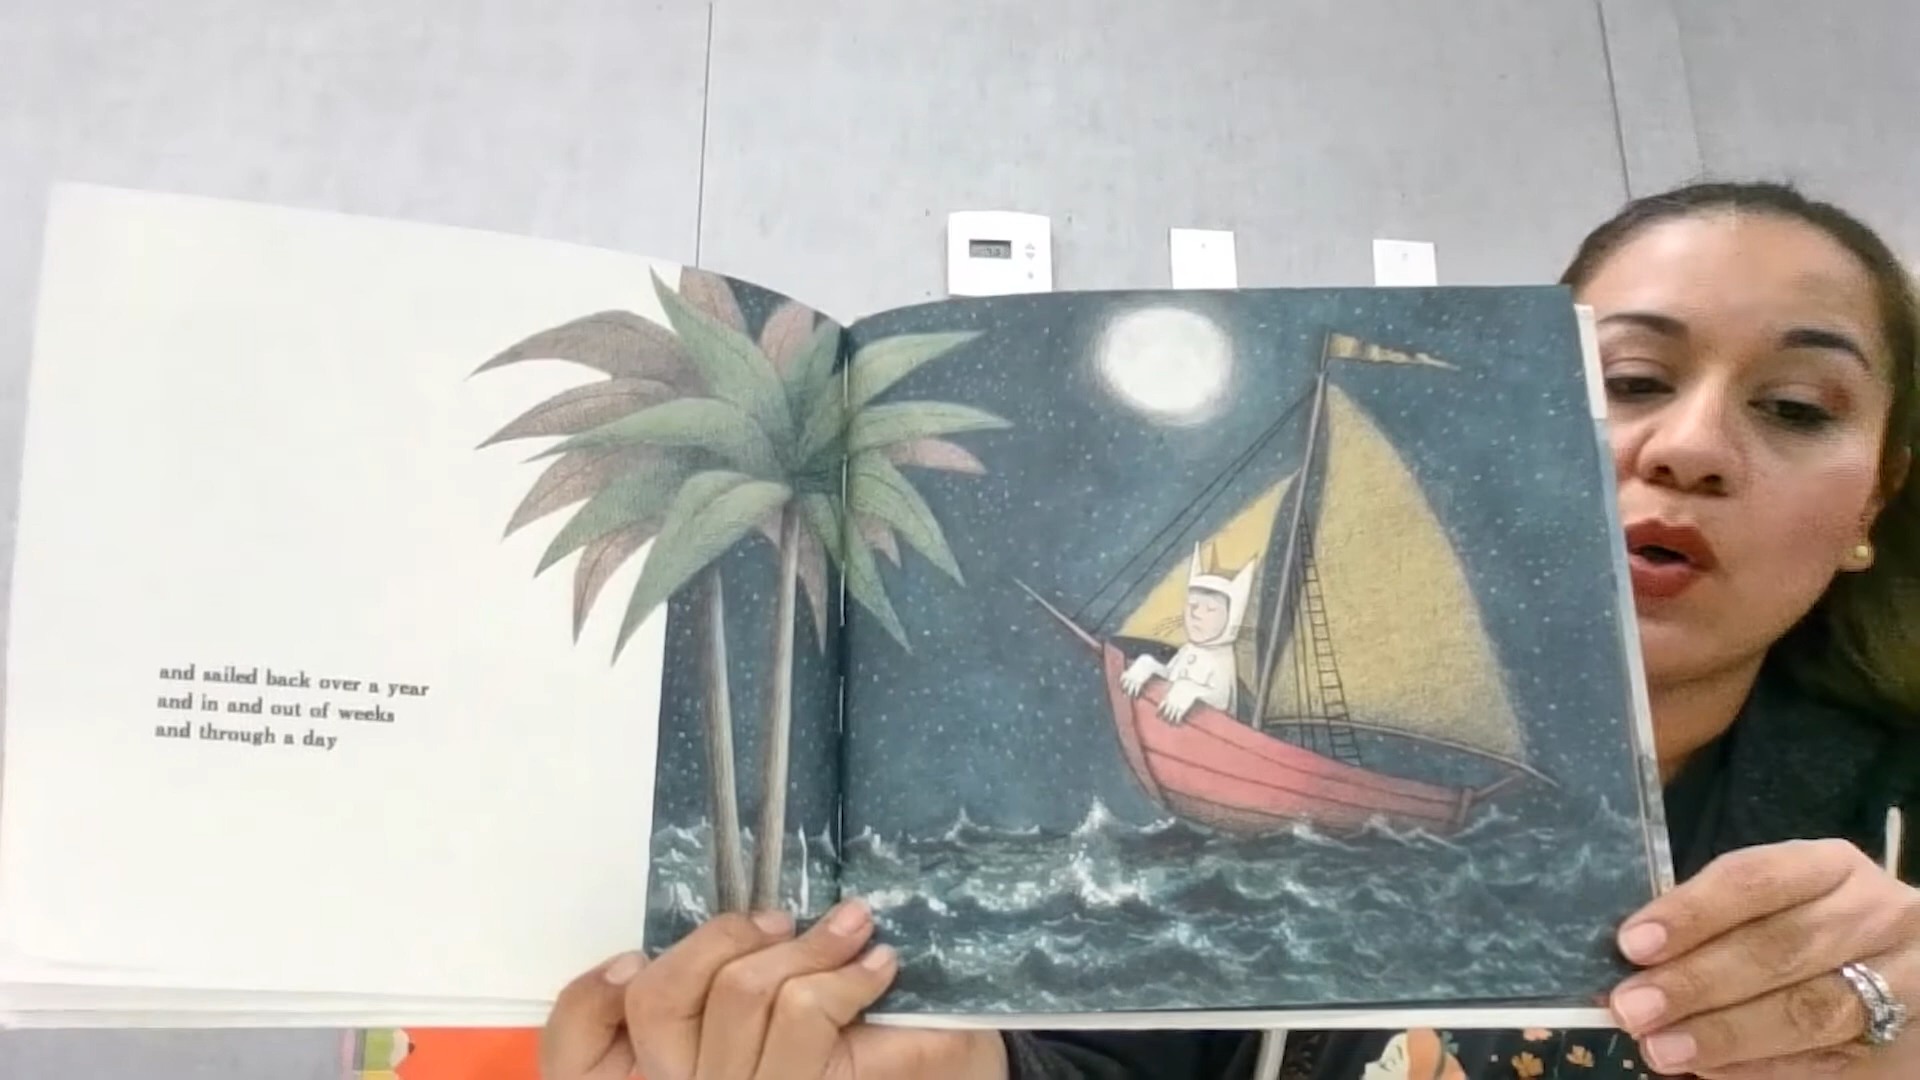 and sailed back over a year
and in and out of weeks
and through a day